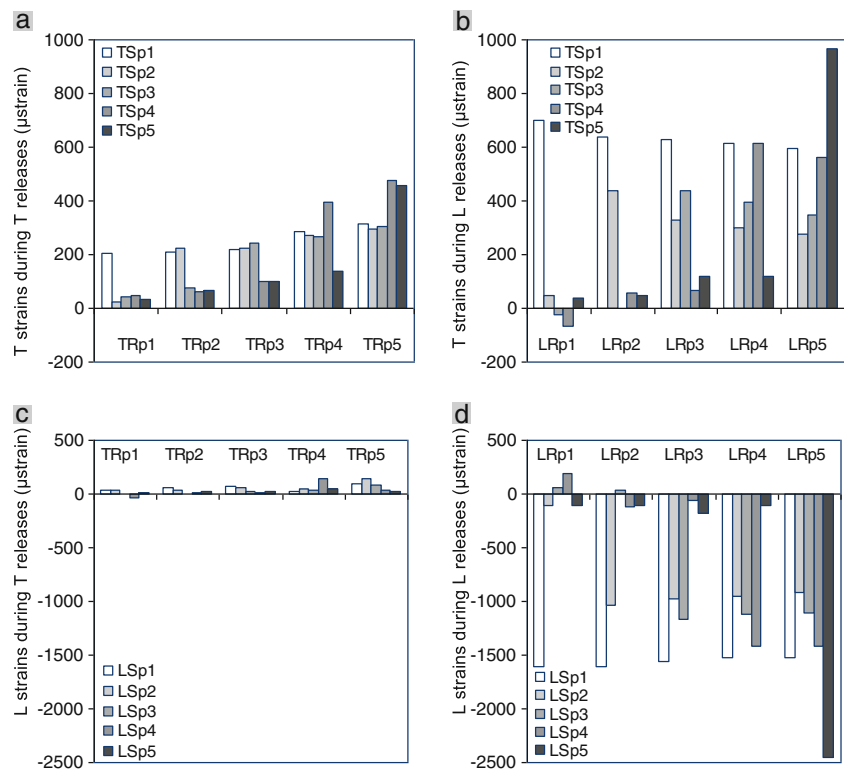 a
T strains during T releases (µstrain)
1000
800
600
400
200
0
-200
TSp1
TSp2
TSp3
TSp4
TSp5
TRp1 TRp2 TRp3 TRp4 TRp5
b
T strains during L releases (µstrain)
1000
800
600
400
200
0
-200
TSp1
TSp2
TSp3
TSp4
TSp5
LRp1 LRp2 LRp3 LRp4 LRp5
c
L strains during T releases (µstrain)
500
0
-500
-1000
-1500
-2000
-2500
TRp1 TRp2 TRp3 TRp4 TRp5
LSp1
LSp2
LSp3
LSp4
LSp5
d
L strains during L releases (µstrain)
500
0
-500
-1000
-1500
-2000
-2500
LRp1 LRp2 LRp3 LRp4 LRp5
LSp1
LSp2
LSp3
LSp4
LSp5